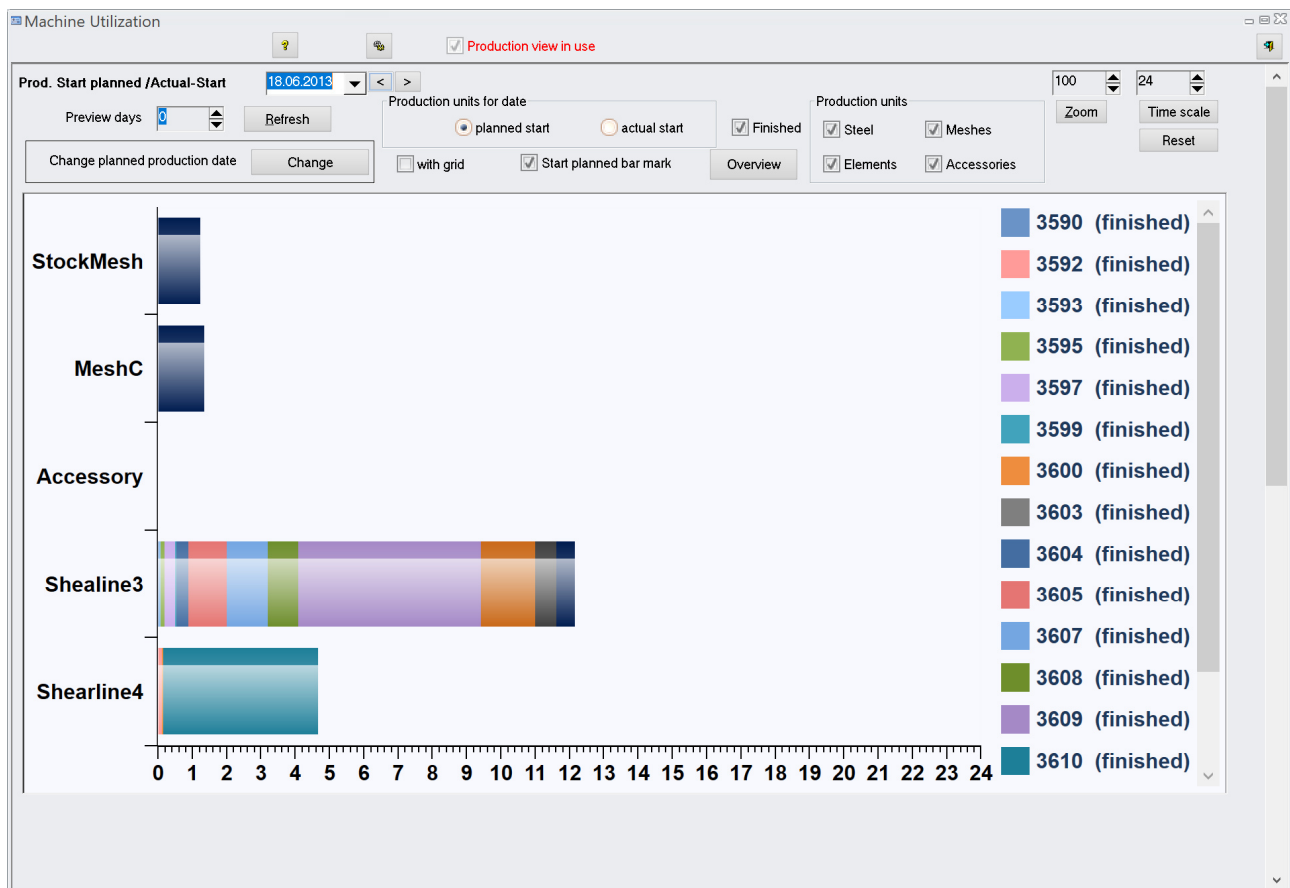 Machine Utilization
?
Production view in use
Prod. Start planned /Actual-Start 18.06.2013 < > 100 24
Production units for date Production units
Preview days 0 Refresh planned start actual start Finished Steel Meshes Zoom Time scale
Reset
Change planned production date Change with grid Start planned bar mark Overview Elements Accessories
StockMesh
MeshC
Accessory
Shealine3
Shearline4
0 1 2 3 4 5 6 7 8 9 10 11 12 13 14 15 16 17 18 19 20 21 22 23 24
3590 (finished)
3592 (finished)
3593 (finished)
3595 (finished)
3597 (finished)
3599 (finished)
3600 (finished)
3603 (finished)
3604 (finished)
3605 (finished)
3607 (finished)
3608 (finished)
3609 (finished)
3610 (finished)